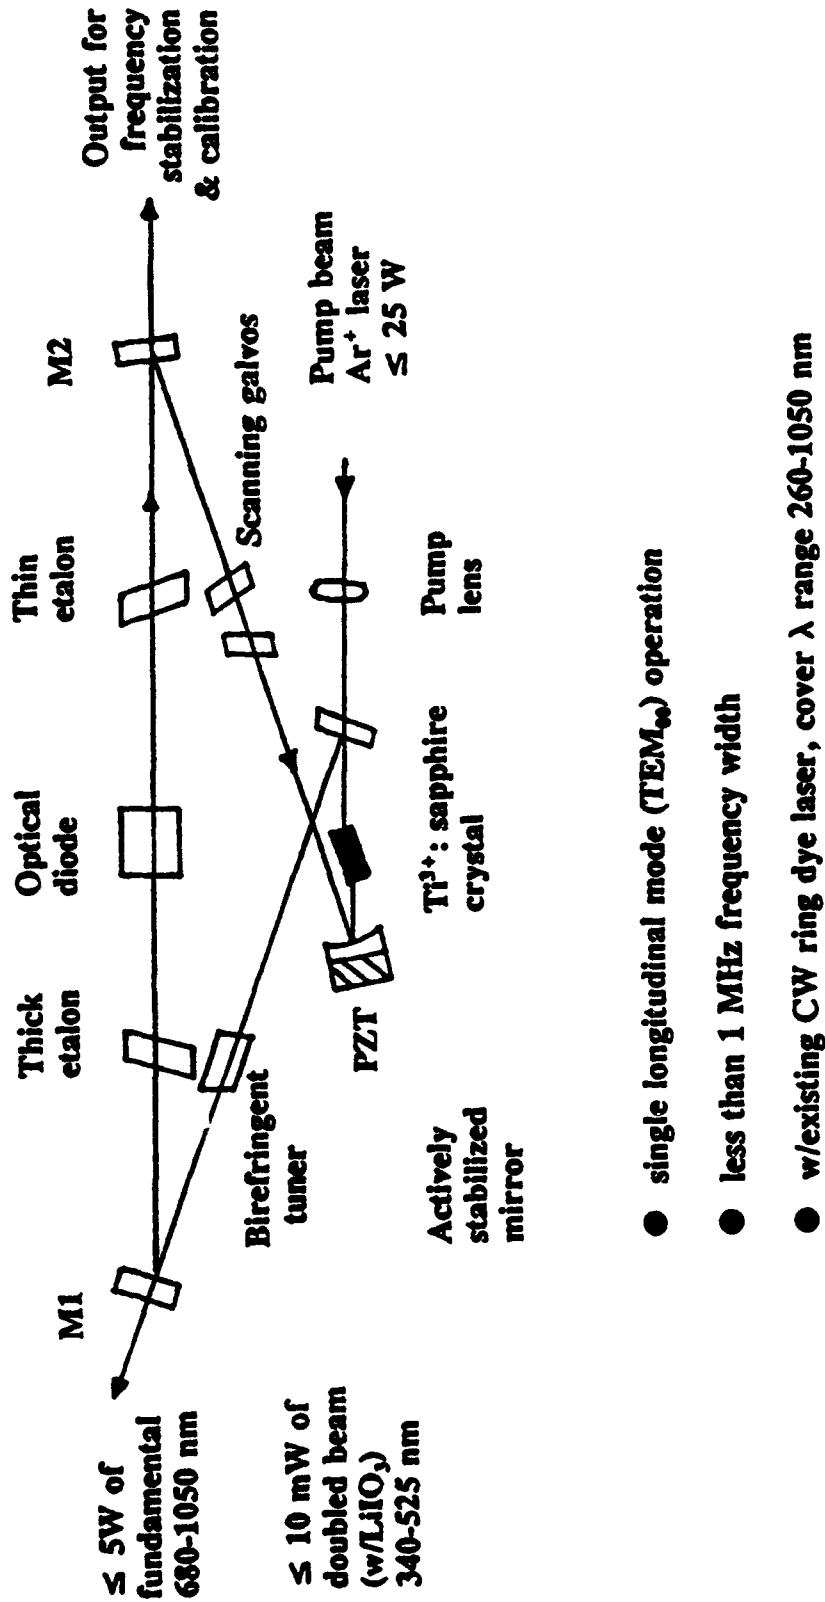 M1
Thick
etalon
Optical
diode
Thin
etalon
M2
Output for
frequency
stabilization
& calibration
≤ 5W of
fundamental
680-1050 nm
Birefringent
tuner
Scanning galvos
≤ 10 mW of
doubled beam
(w/LiIO₃)
340-525 nm
Actively
stabilized
mirror
PZT
Ti³⁺: sapphire
crystal
Pump
lens
Pump beam
Ar⁺ laser
≤ 25 W
● single longitudinal mode (TEM₀₀) operation
● less than 1 MHz frequency width
● w/existing CW ring dye laser, cover λ range 260-1050 nm